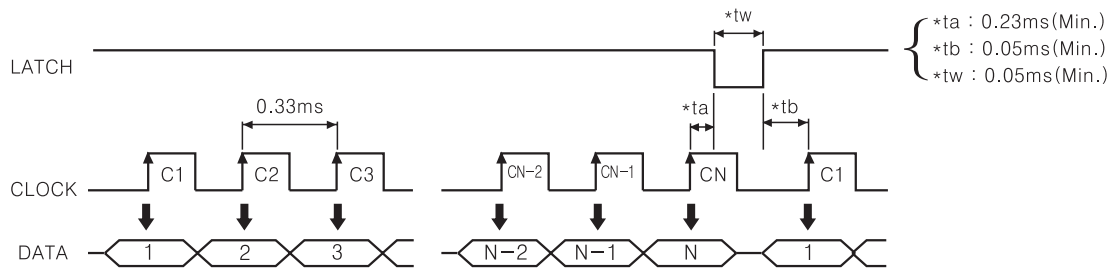 *tw
*ta : 0.23ms(Min.)
*tb : 0.05ms(Min.)
*tw : 0.05ms(Min.)
LATCH
0.33ms
*ta
*tb
CLOCK
C1
C2
C3
CN-2
CN-1
CN
C1
DATA
1
2
3
N-2
N-1
N
1